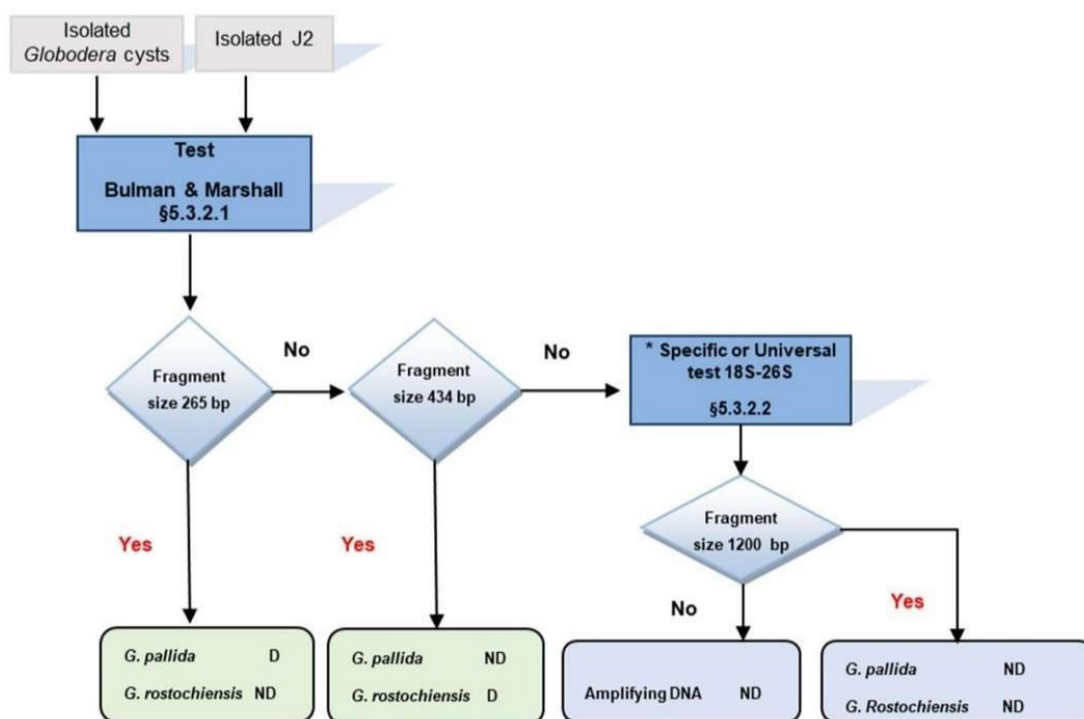 Isolated
Globodera cysts
Isolated J2
Test
Bulman & Marshall
§5.3.2.1
No
No
Fragment
size 265 bp
Fragment
size 434 bp
* Specific or Universal
test 18S-26S
§5.3.2.2
Yes
Yes
Fragment
size 1200 bp
No
Yes
G. pallida D
G. rostochiensis ND
G. pallida ND
G. rostochiensis D
Amplifying DNA ND
G. pallida ND
G. Rostochiensis ND